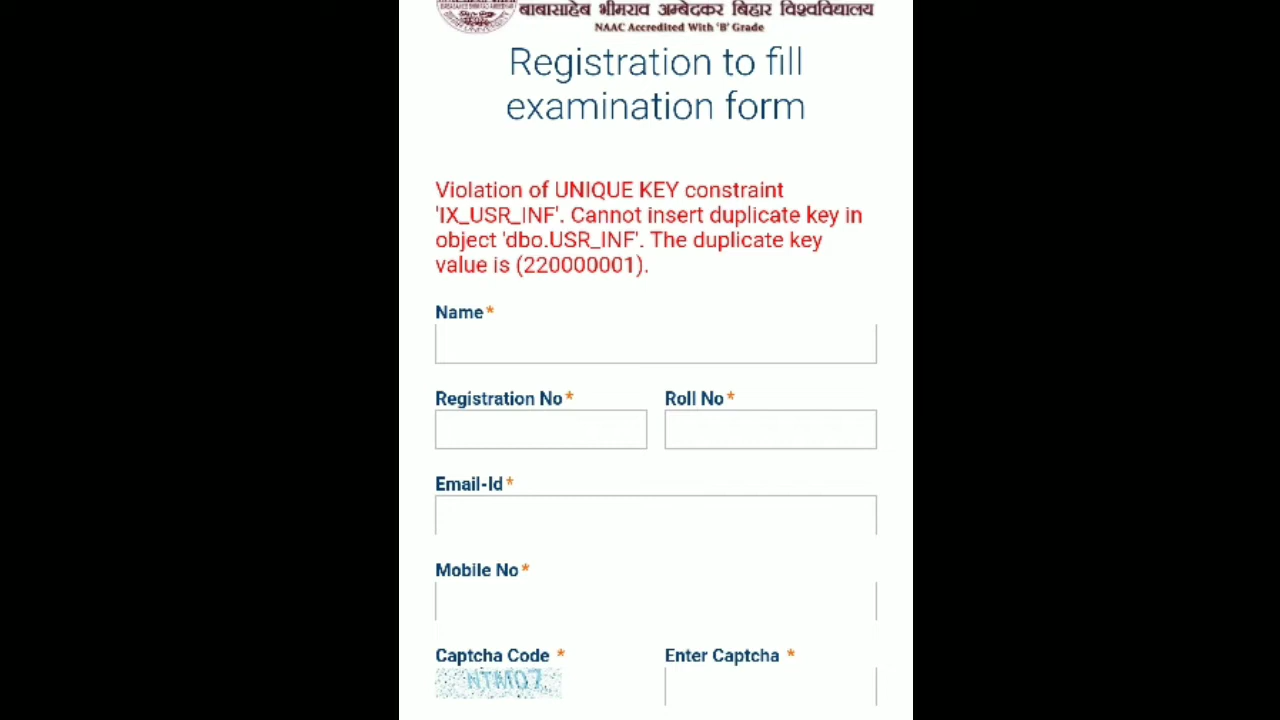 बाबासाहेब भीमराव अम्बेदकर बिहार विश्वविद्यालय
NAAC Accredited With 'B' Grade
Registration to fill
examination form
Violation of UNIQUE KEY constraint
'IX_USR_INF'. Cannot insert duplicate key in
object 'dbo.USR_INF'. The duplicate key
value is (220000001).
Name*
Registration No* Roll No*
Email-Id*
Mobile No*
Captcha Code * Enter Captcha *
NTM07